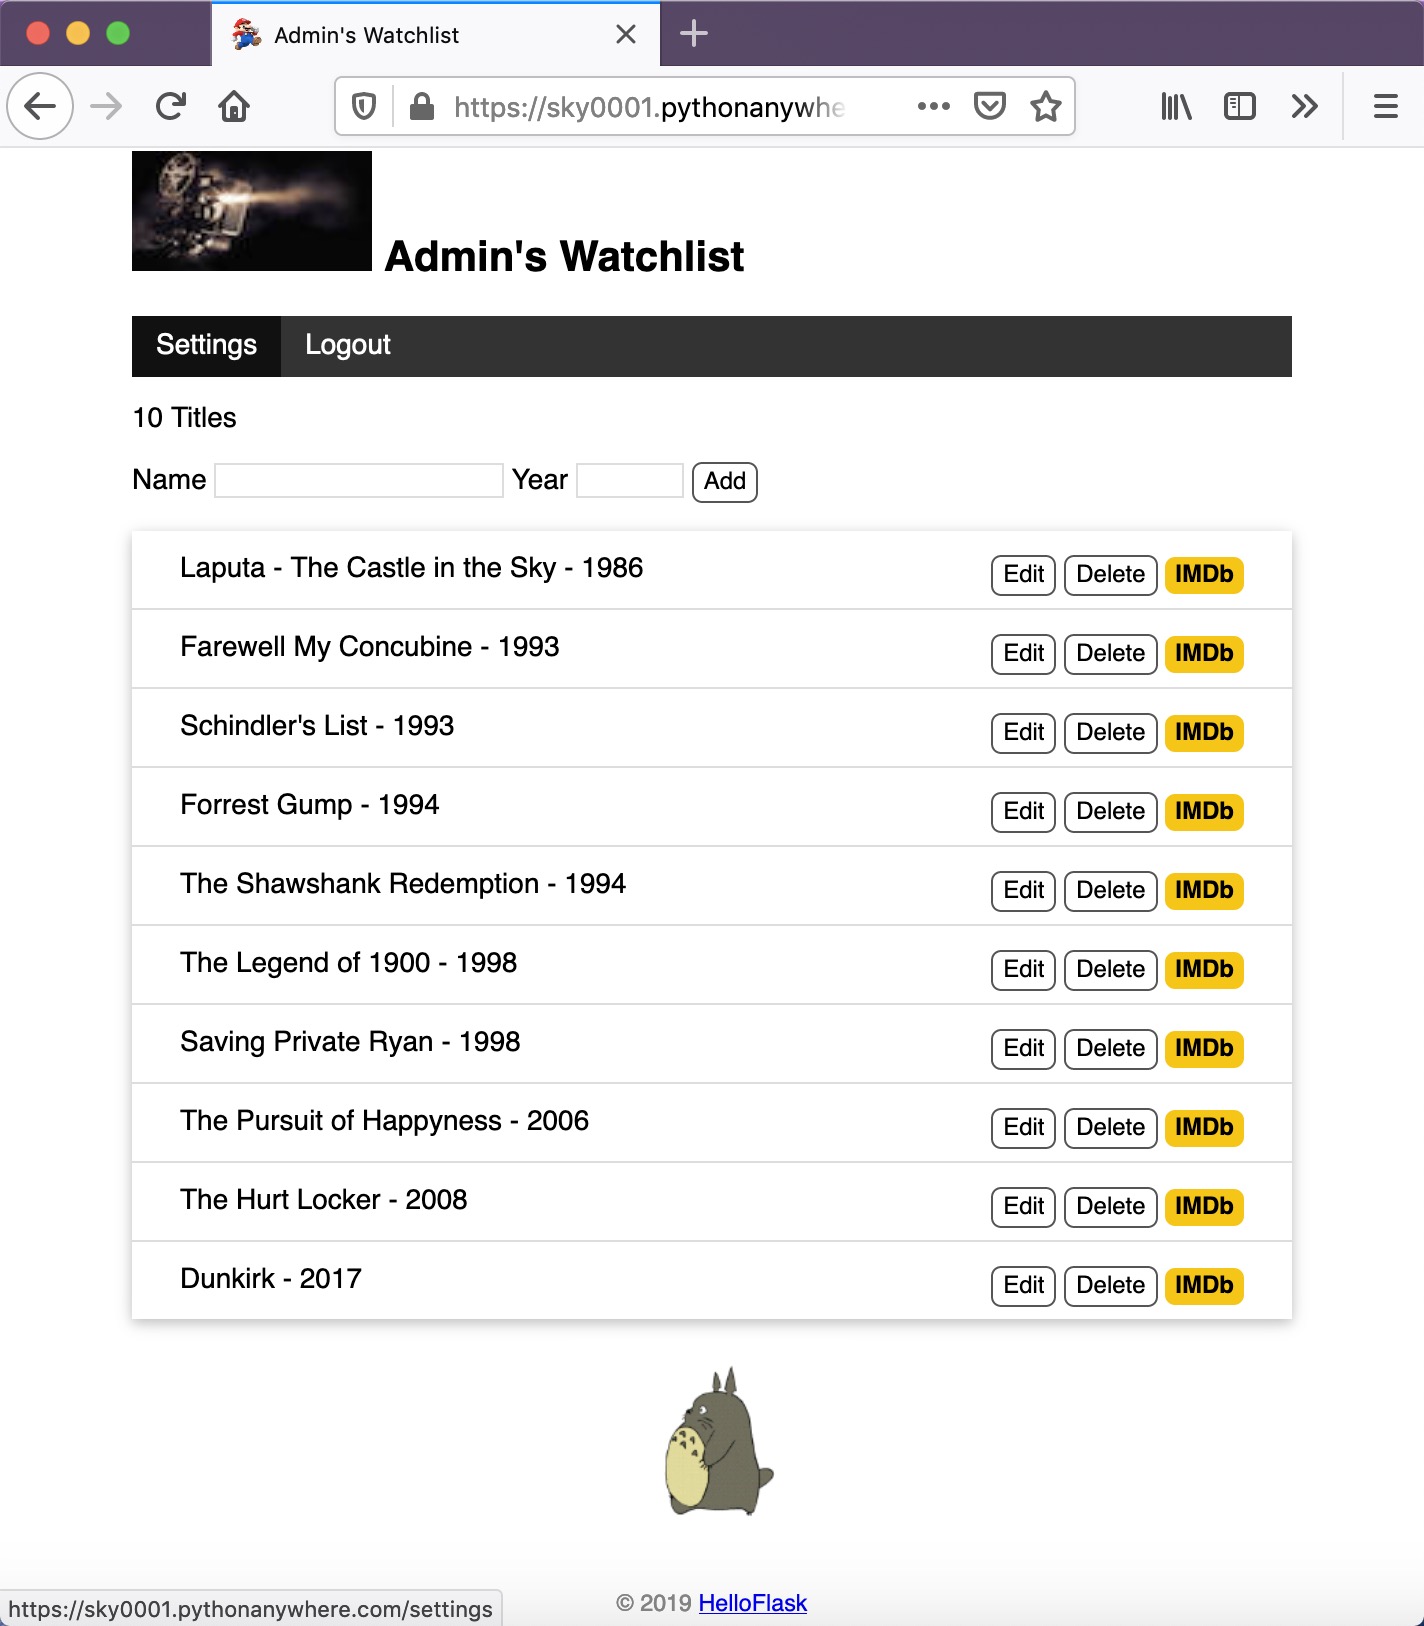 Admin's Watchlist
https://sky0001.pythonanywhe
Admin's Watchlist
Settings Logout
10 Titles
Name Year Add
Laputa - The Castle in the Sky - 1986 Edit Delete IMDb
Farewell My Concubine - 1993 Edit Delete IMDb
Schindler's List - 1993 Edit Delete IMDb
Forrest Gump - 1994 Edit Delete IMDb
The Shawshank Redemption - 1994 Edit Delete IMDb
The Legend of 1900 - 1998 Edit Delete IMDb
Saving Private Ryan - 1998 Edit Delete IMDb
The Pursuit of Happyness - 2006 Edit Delete IMDb
The Hurt Locker - 2008 Edit Delete IMDb
Dunkirk - 2017 Edit Delete IMDb
© 2019 HelloFlask
https://sky0001.pythonanywhere.com/settings